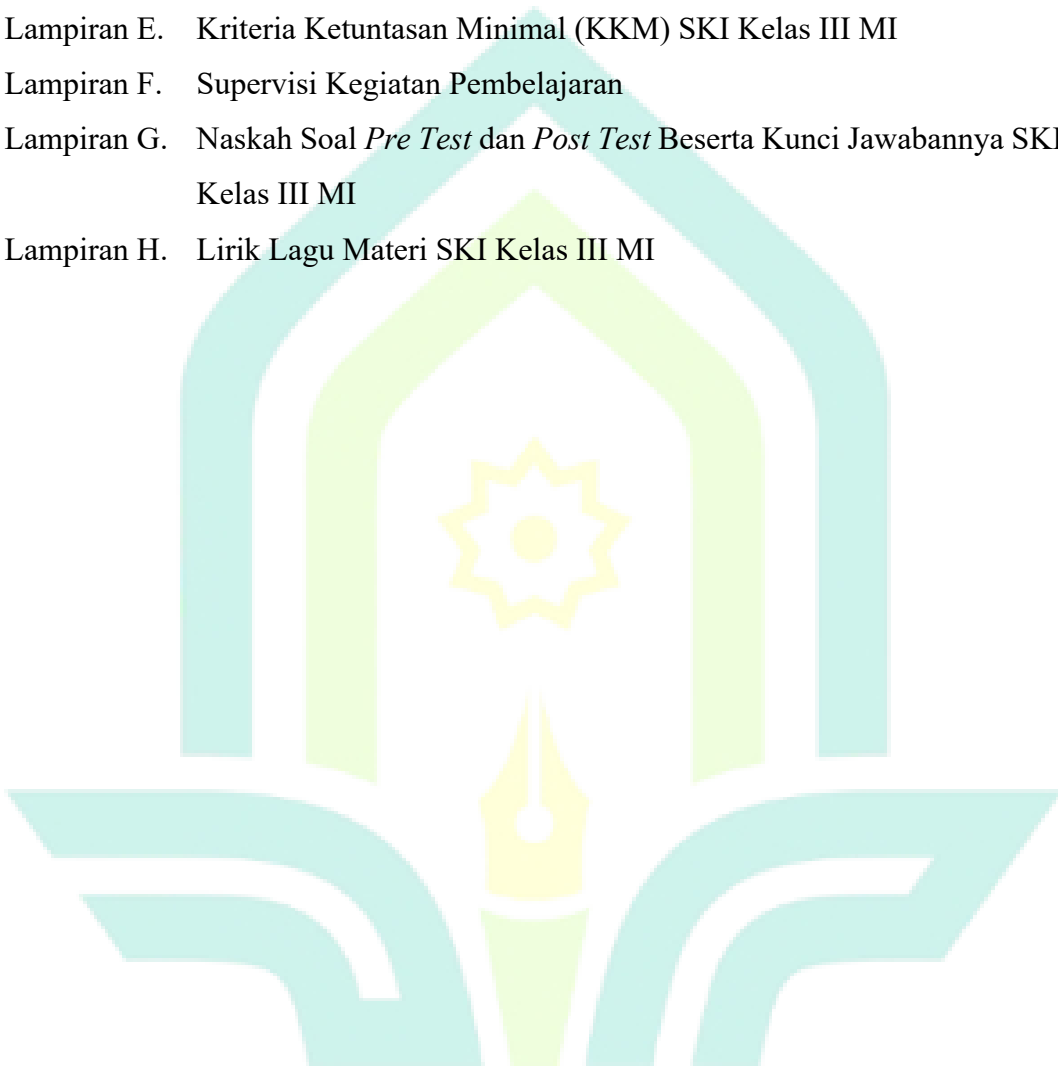 Lampiran E. Kriteria Ketuntasan Minimal (KKM) SKI Kelas III MI
Lampiran F. Supervisi Kegiatan Pembelajaran
Lampiran G. Naskah Soal Pre Test dan Post Test Beserta Kunci Jawabannya SKI
Kelas III MI
Lampiran H. Lirik Lagu Materi SKI Kelas III MI